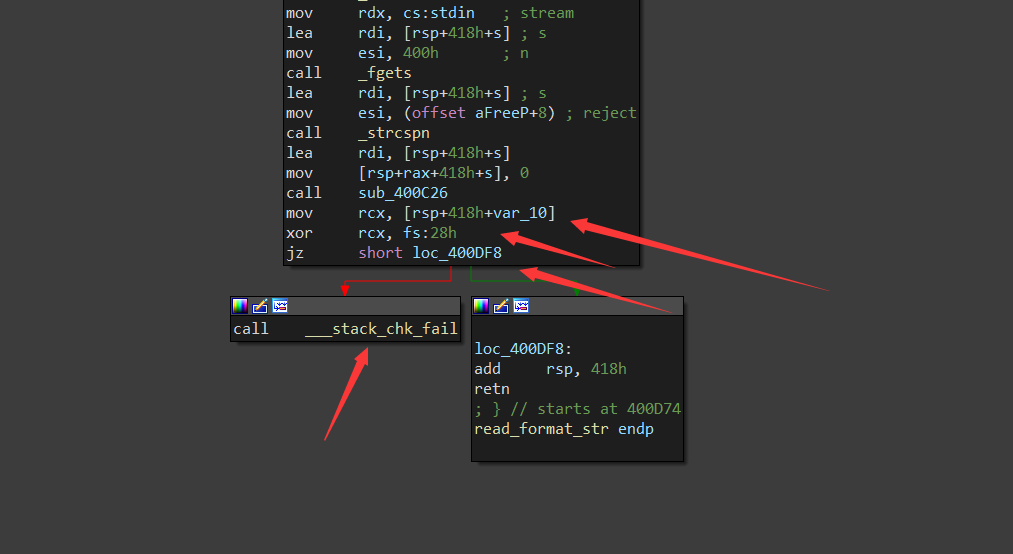 mov rdx, cs:stdin ; stream
lea rdi, [rsp+418h+s] ; s
mov esi, 400h ; n
call _fgets
lea rdi, [rsp+418h+s] ; s
mov esi, (offset aFreeP+8) ; reject
call _strcspn
lea rdi, [rsp+418h+s]
mov [rsp+rax+418h+s], 0
call sub_400C26
mov rcx, [rsp+418h+var_10]
xor rcx, fs:28h
jz short loc_400DF8
call ___stack_chk_fail
loc_400DF8:
add rsp, 418h
retn
; } // starts at 400D74
read_format_str endp